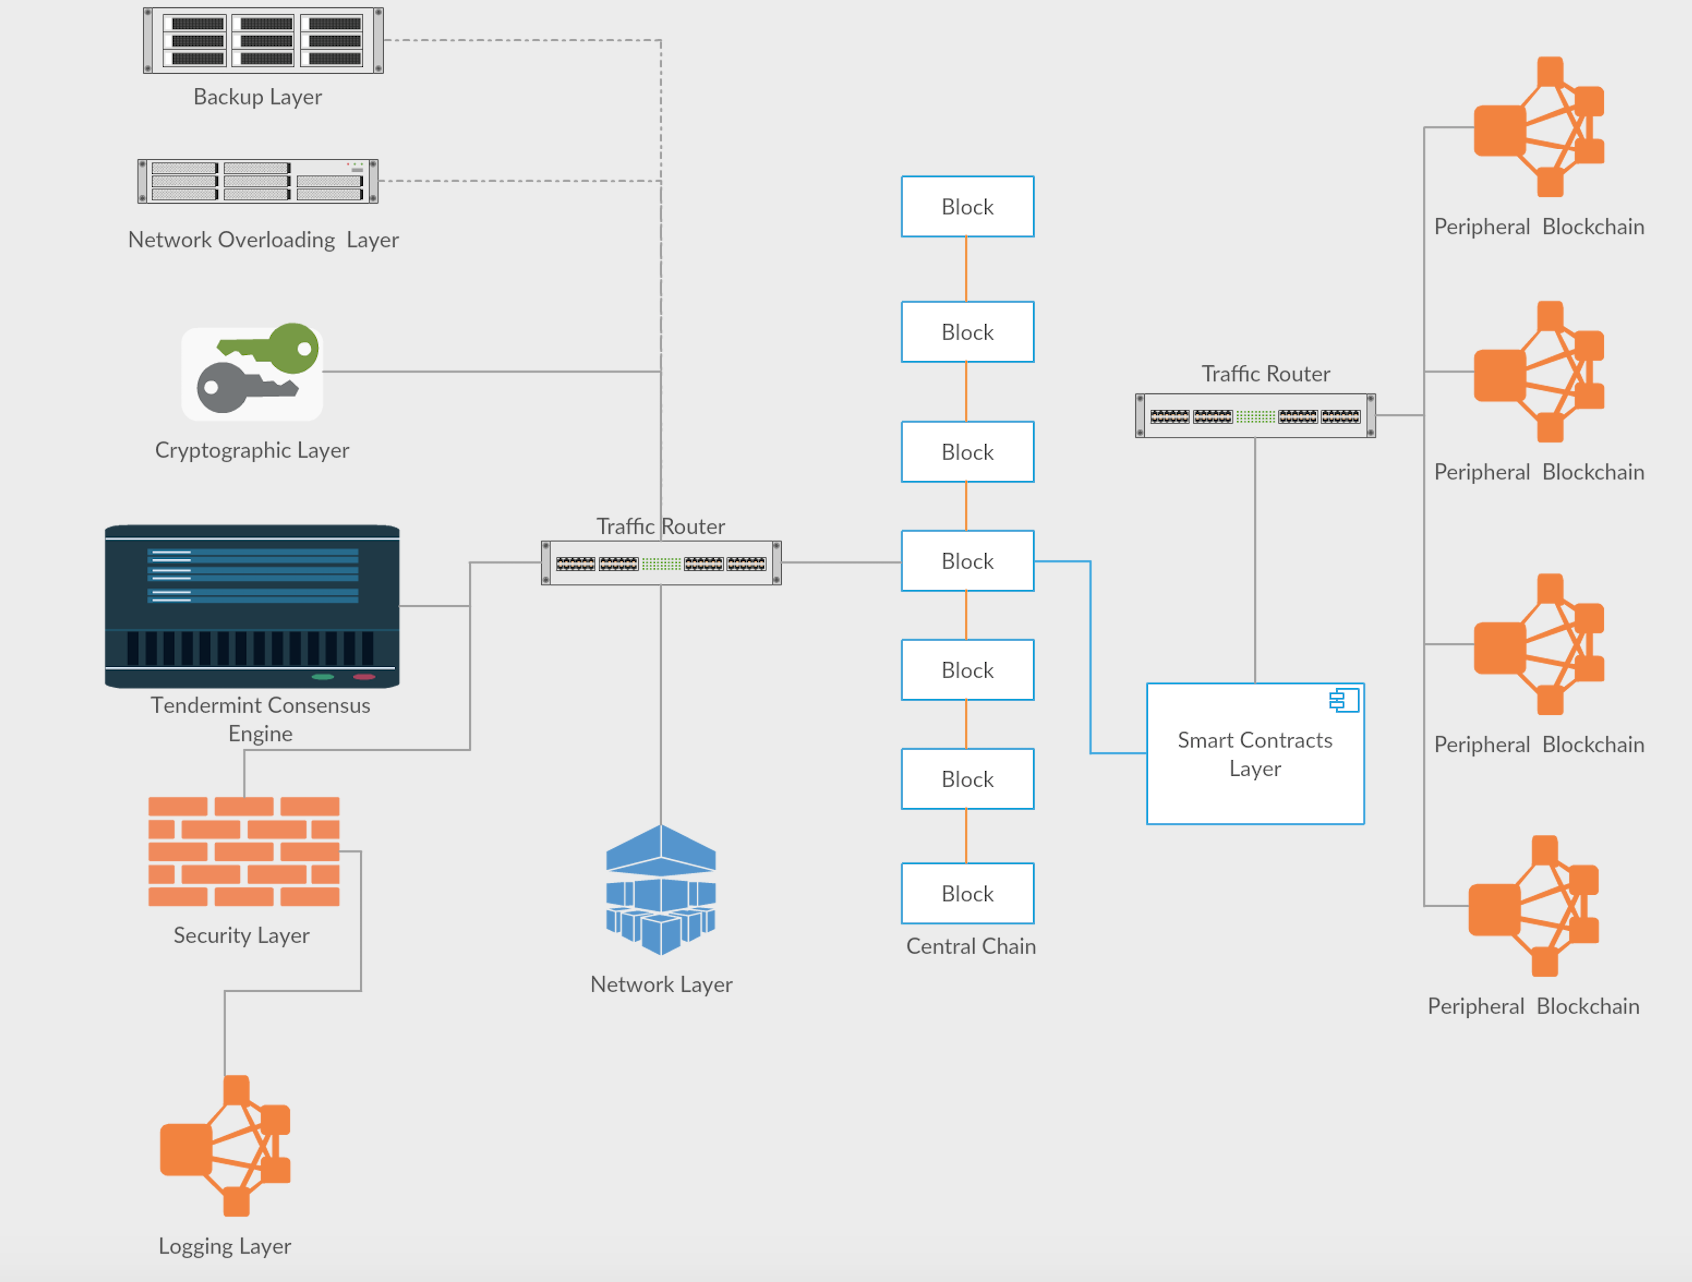 Backup Layer
Network Overloading  Layer
Cryptographic Layer
Traffic Router
Tendermint Consensus
Engine
Security Layer
Network Layer
Logging Layer
Block
Block
Block
Block
Block
Block
Block
Central Chain
Traffic Router
Smart Contracts
Layer
Peripheral  Blockchain
Peripheral  Blockchain
Peripheral  Blockchain
Peripheral  Blockchain